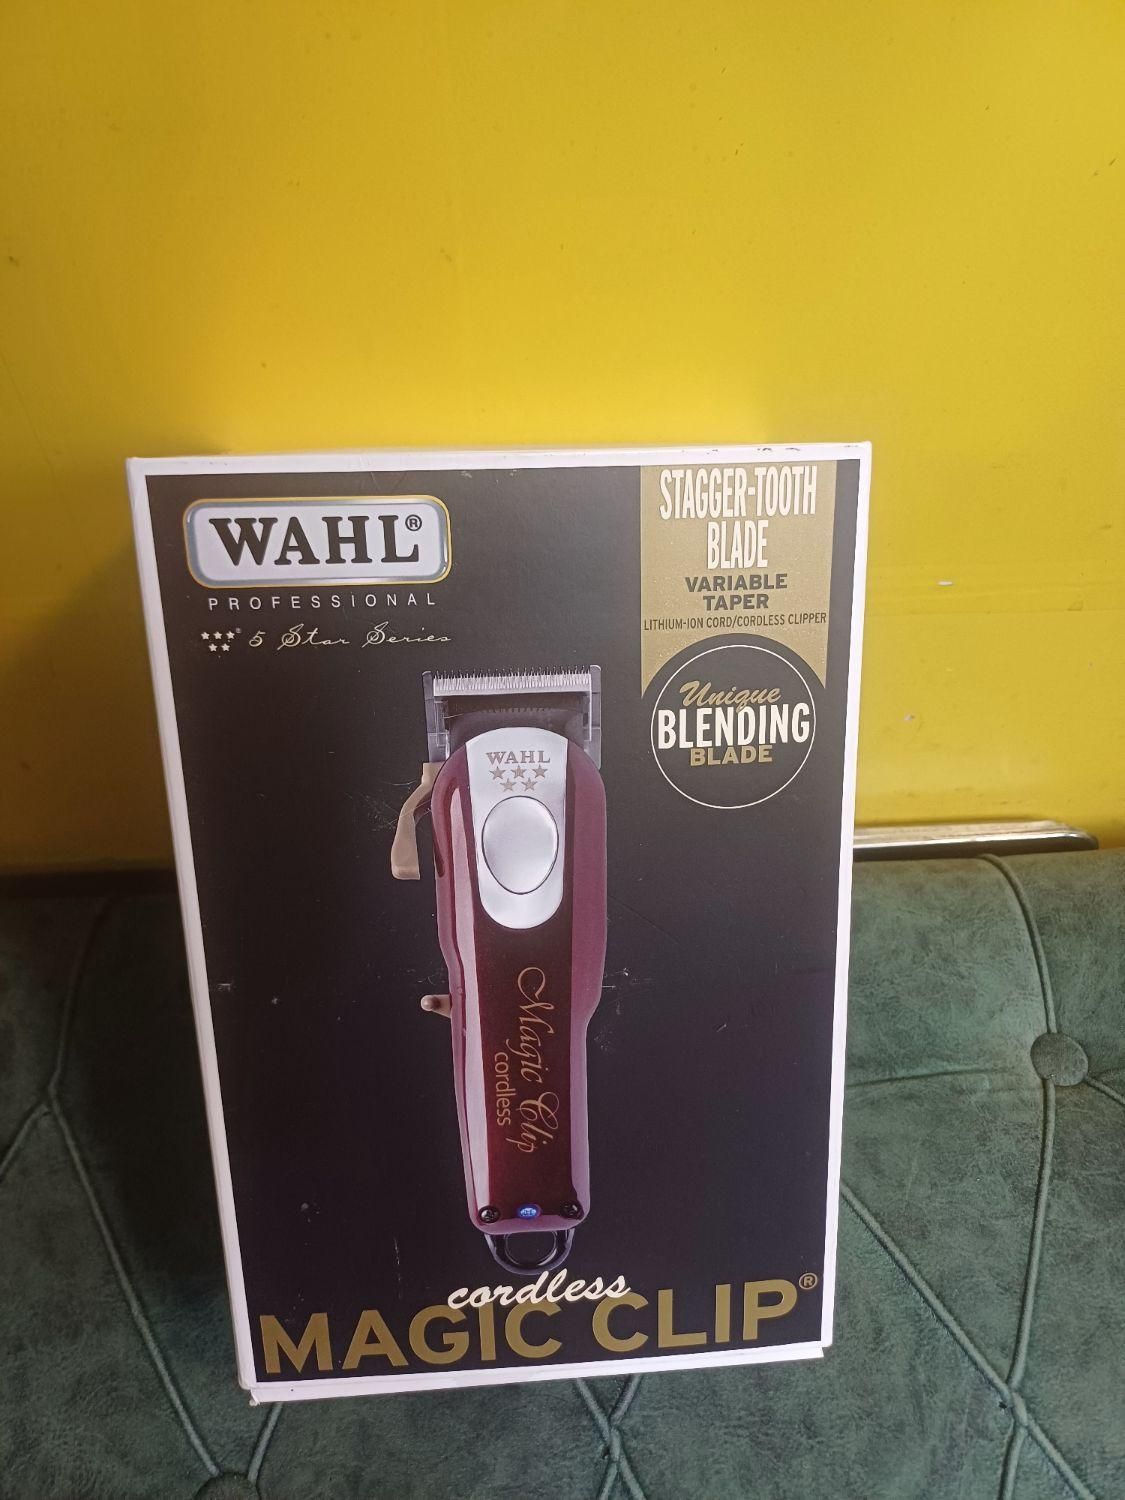 WAHL®
PROFESSIONAL
5 Star Series
STAGGER-TOOTH
BLADE
VARIABLE
TAPER
LITHIUM-ION CORD/CORDLESS CLIPPER
Unique
BLENDING
BLADE
WAHL
Magic Clip
cordless
cordless
MAGIC CLIP®